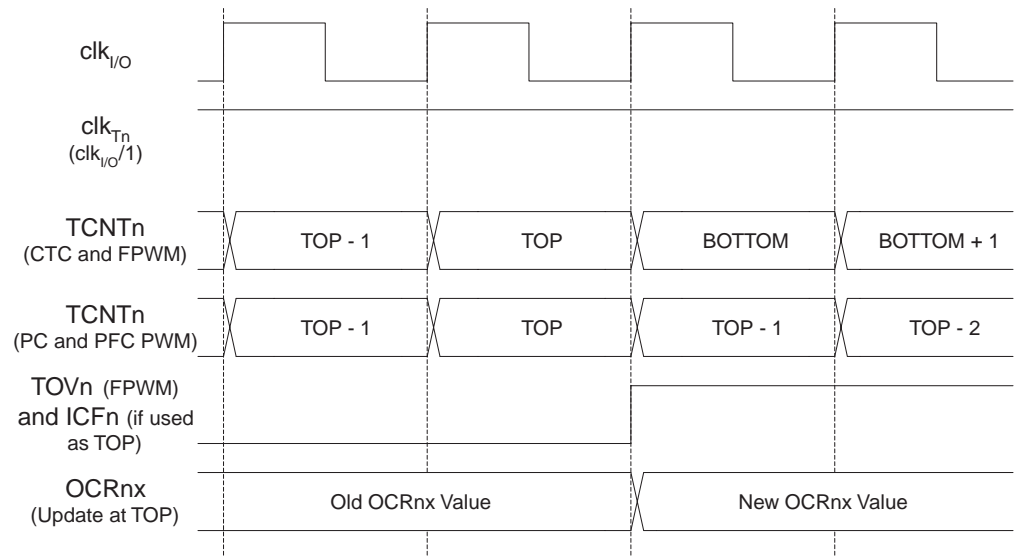 clkI/O
clkTn
(clkI/O/1)
TCNTn
(CTC and FPWM)
TOP - 1 TOP BOTTOM BOTTOM + 1
TCNTn
(PC and PFC PWM)
TOP - 1 TOP TOP - 1 TOP - 2
TOVn (FPWM)
and ICFn (if used
as TOP)
OCRnx
(Update at TOP)
Old OCRnx Value New OCRnx Value